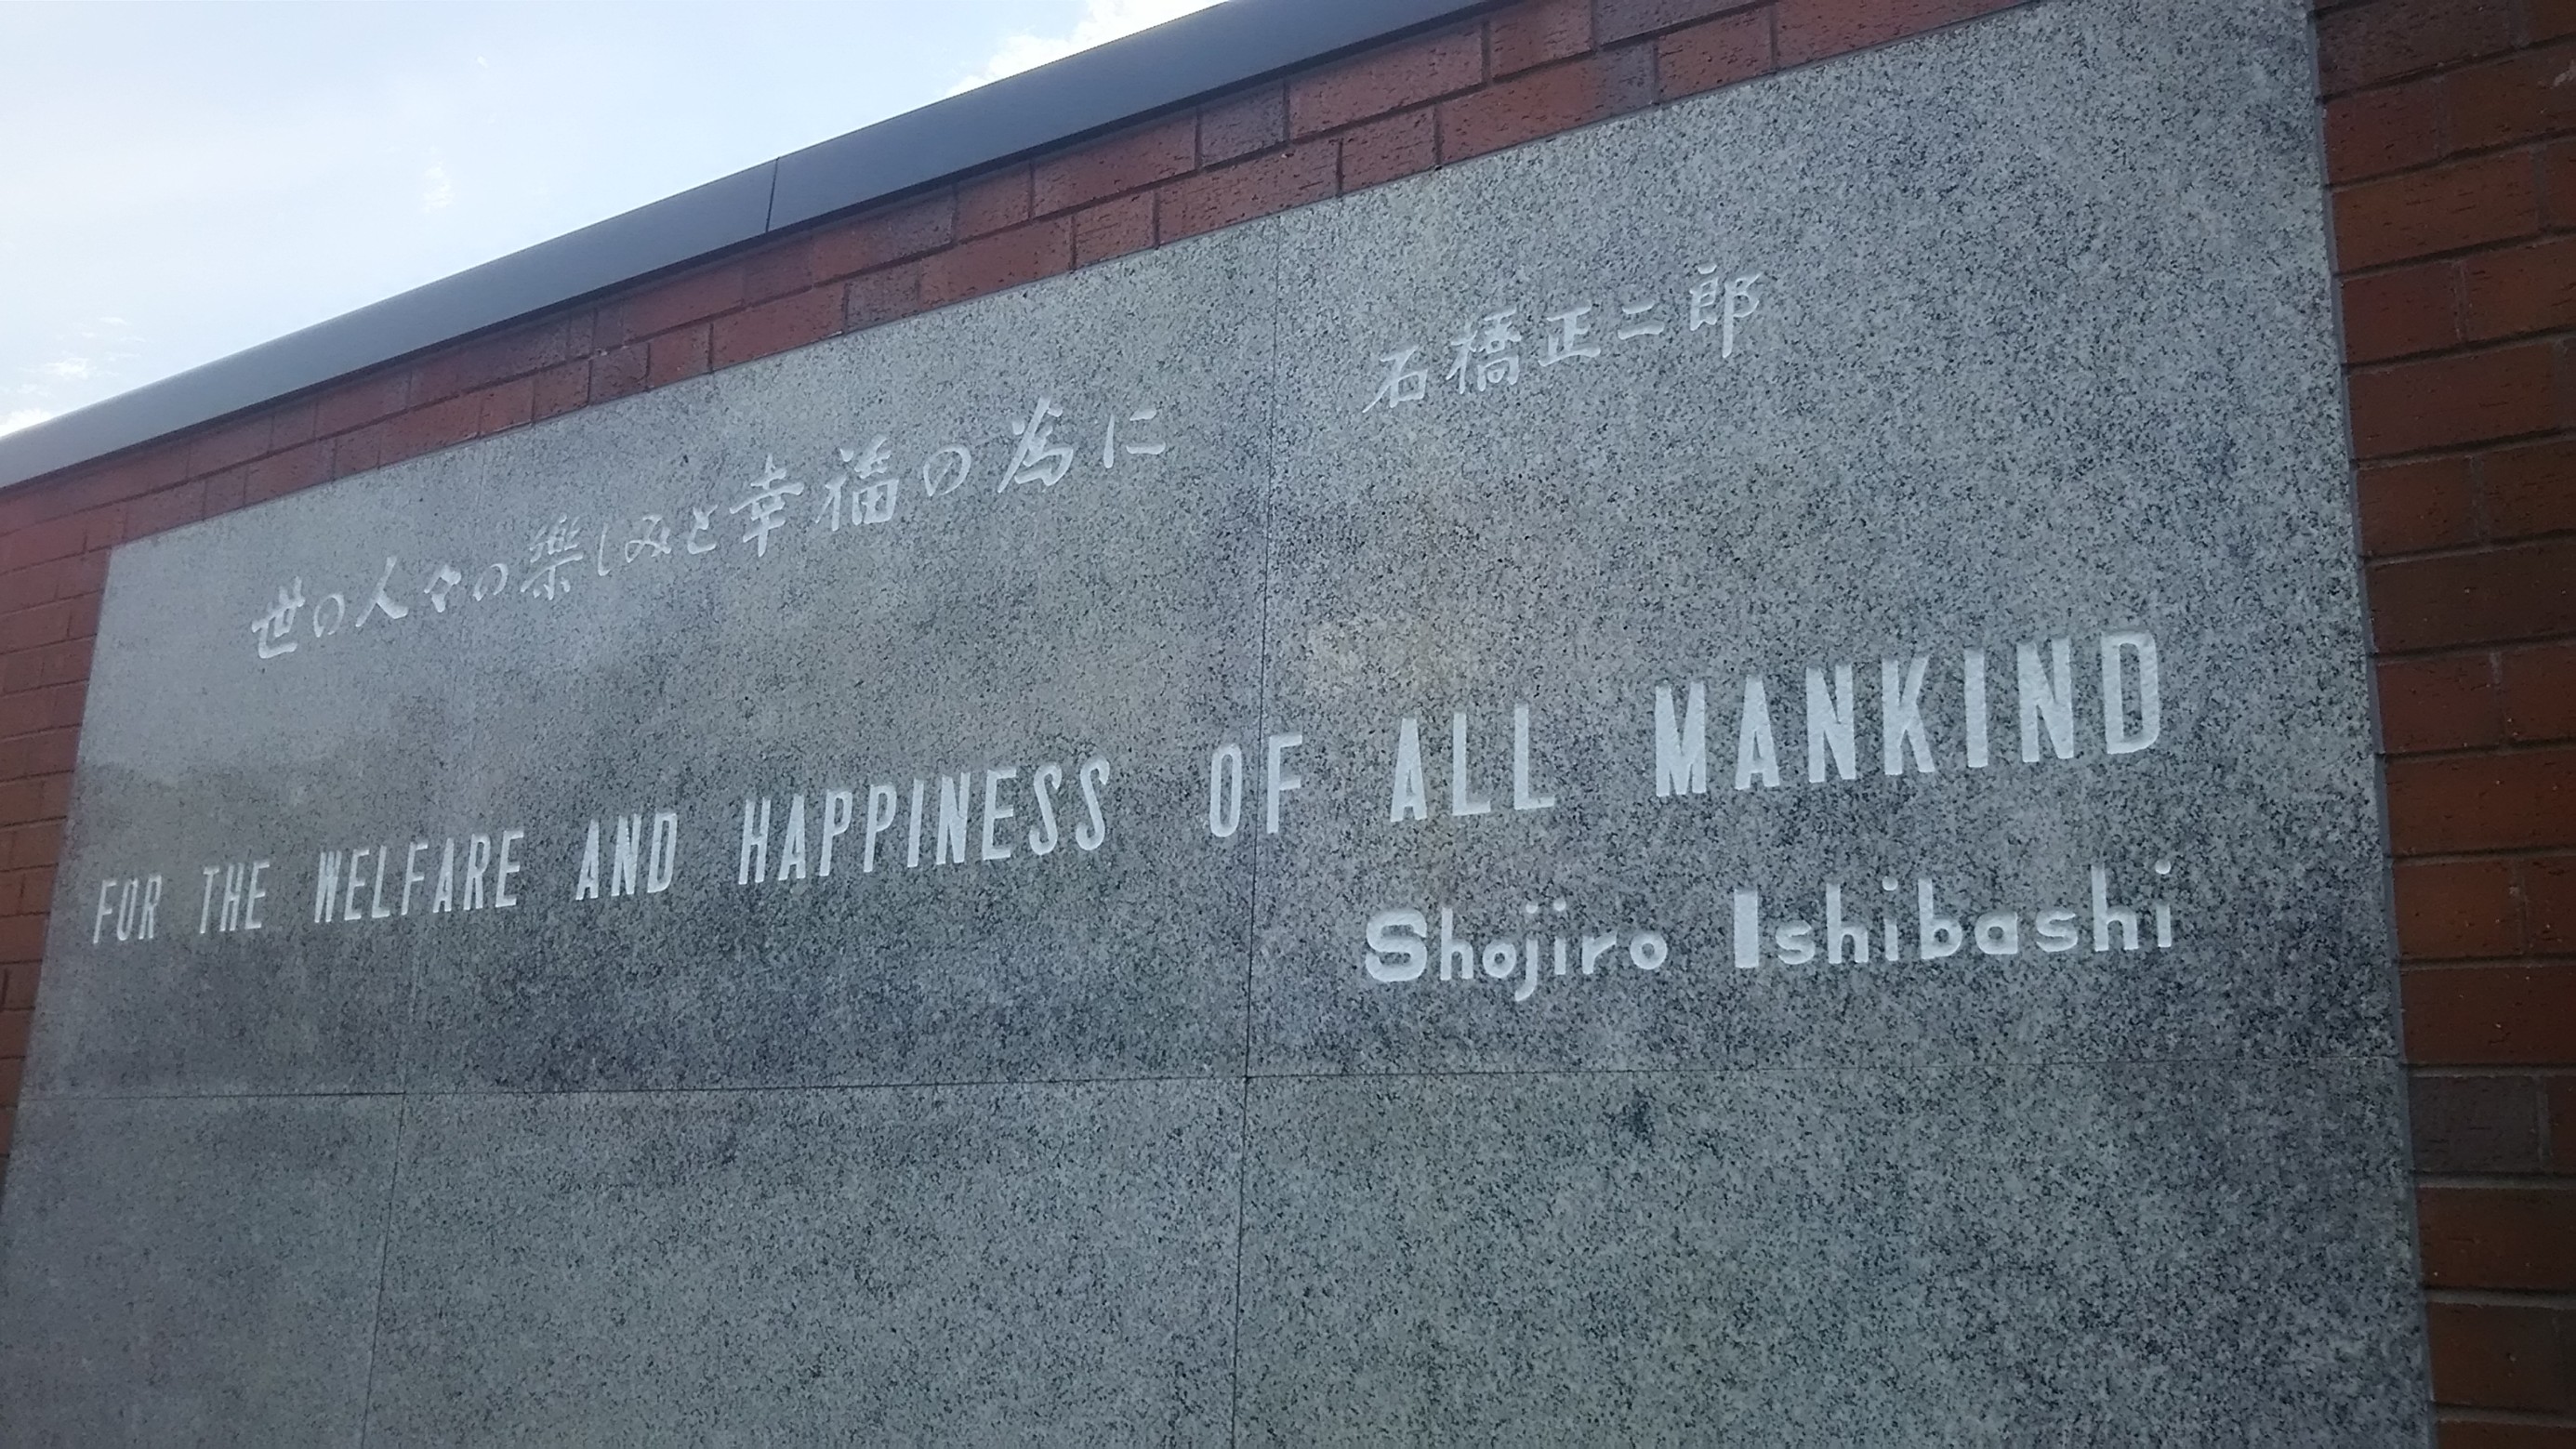 世の人々の楽しみと幸福の為に 石橋正二郎
FOR THE WELFARE AND HAPPINESS OF ALL MANKIND
Shojiro Ishibashi